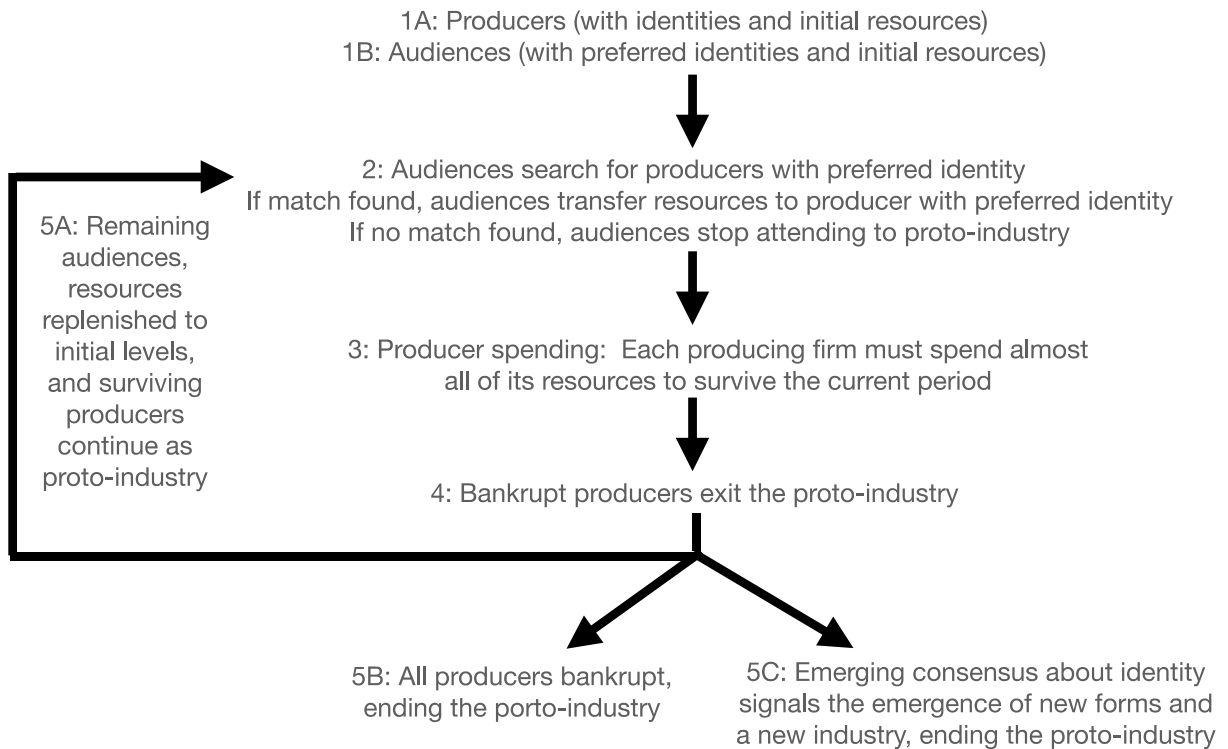 1A: Producers (with identities and initial resources)
1B: Audiences (with preferred identities and initial resources)
2: Audiences search for producers with preferred identity
If match found, audiences transfer resources to producer with preferred identity
If no match found, audiences stop attending to proto-industry
5A: Remaining
audiences,
resources
replenished to
initial levels,
and surviving
producers
continue as
proto-industry
3: Producer spending:  Each producing firm must spend almost
all of its resources to survive the current period
4: Bankrupt producers exit the proto-industry
5B: All producers bankrupt,
ending the porto-industry
5C: Emerging consensus about identity
signals the emergence of new forms and
a new industry, ending the proto-industry